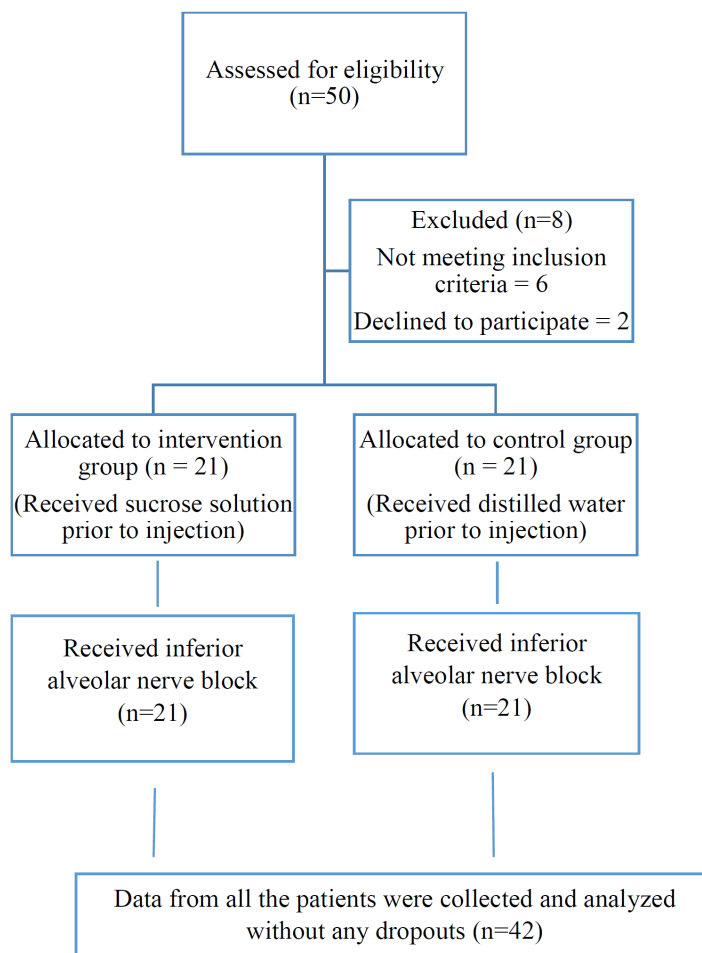 Assessed for eligibility
(n=50)
Excluded (n=8)
Not meeting inclusion
criteria = 6
Declined to participate = 2
Allocated to intervention
group (n = 21)
(Received sucrose solution
prior to injection)
Allocated to control group
(n = 21)
(Received distilled water
prior to injection)
Received inferior
alveolar nerve block
(n=21)
Received inferior
alveolar nerve block
(n=21)
Data from all the patients were collected and analyzed
without any dropouts (n=42)